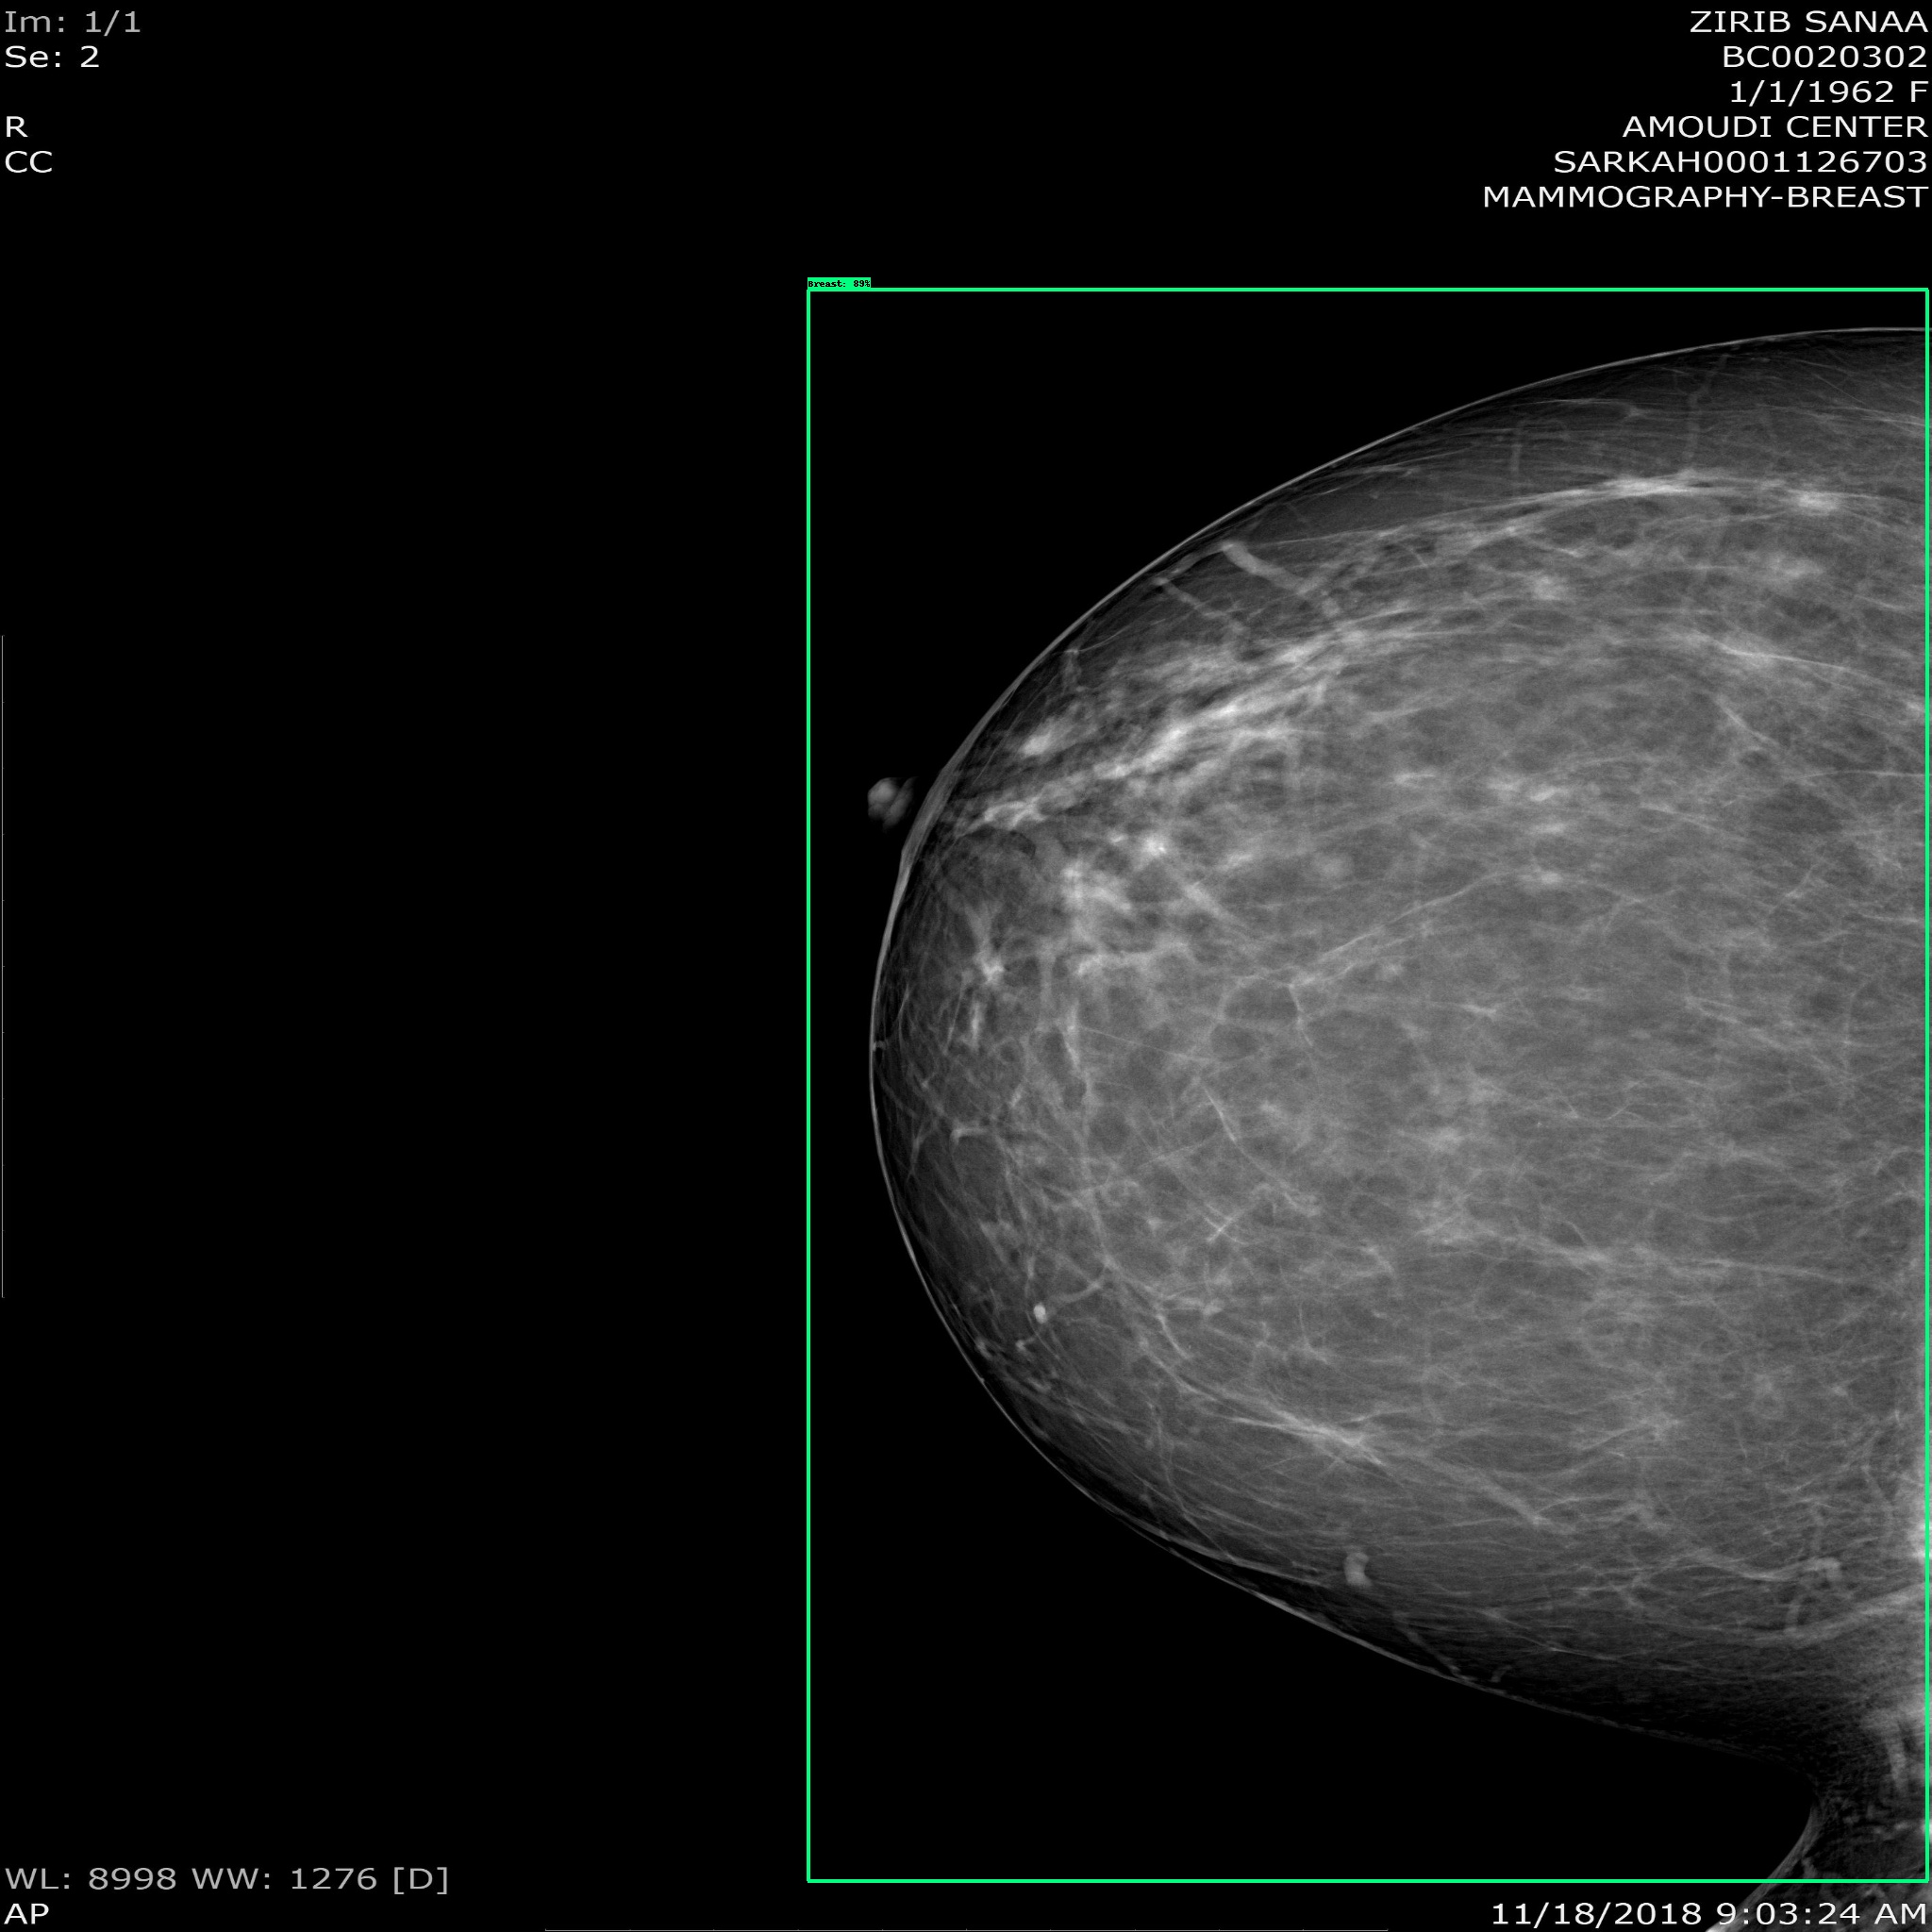 Im: 1/1
Se: 2
R
CC
ZIRIB SANAA
BC0020302
1/1/1962 F
AMOUDI CENTER
SARKAH0001126703
MAMMOGRAPHY-BREAST
Breast: 89%
WL: 8998 WW: 1276 [D]
AP
11/18/2018 9:03:24 AM